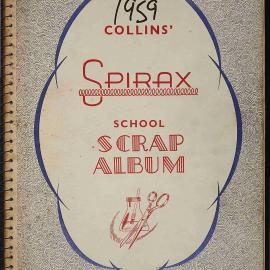 1959
COLLINS'
SPIRAX
SCHOOL
SCRAP
ALBUM